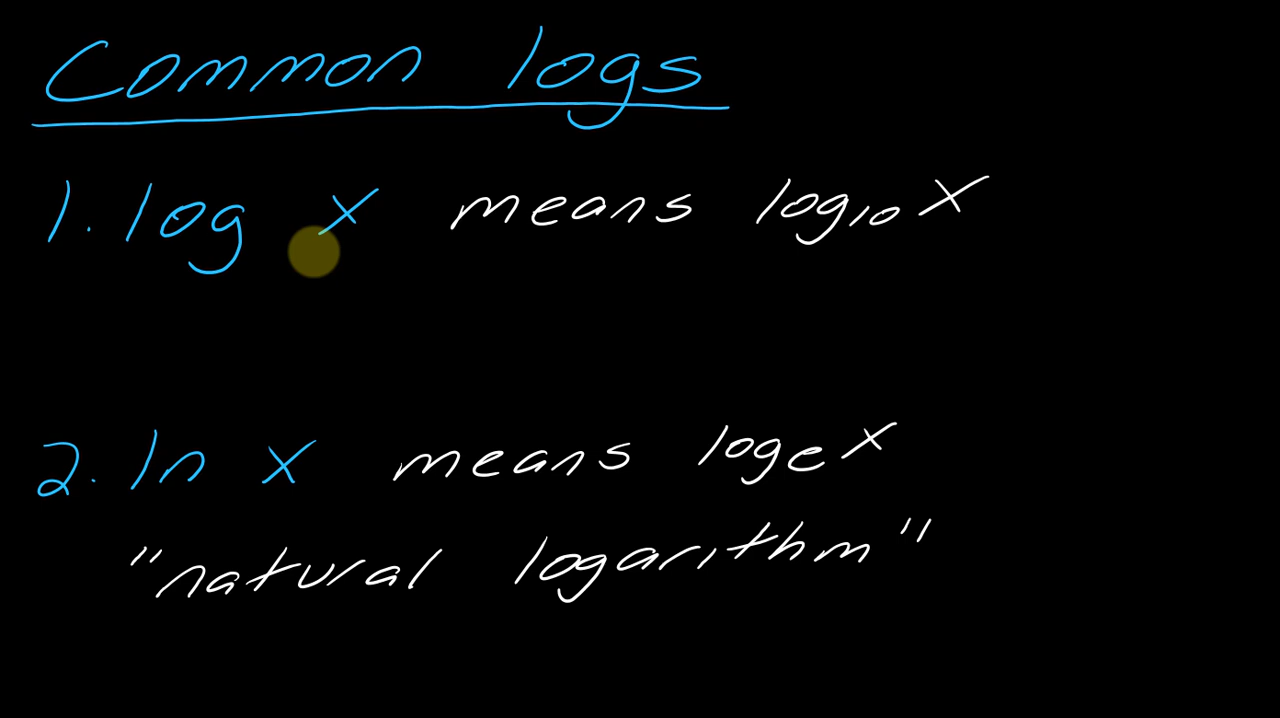 Common logs
1. log x means log₁₀ x
2. ln x means logₑ x
"natural logarithm"